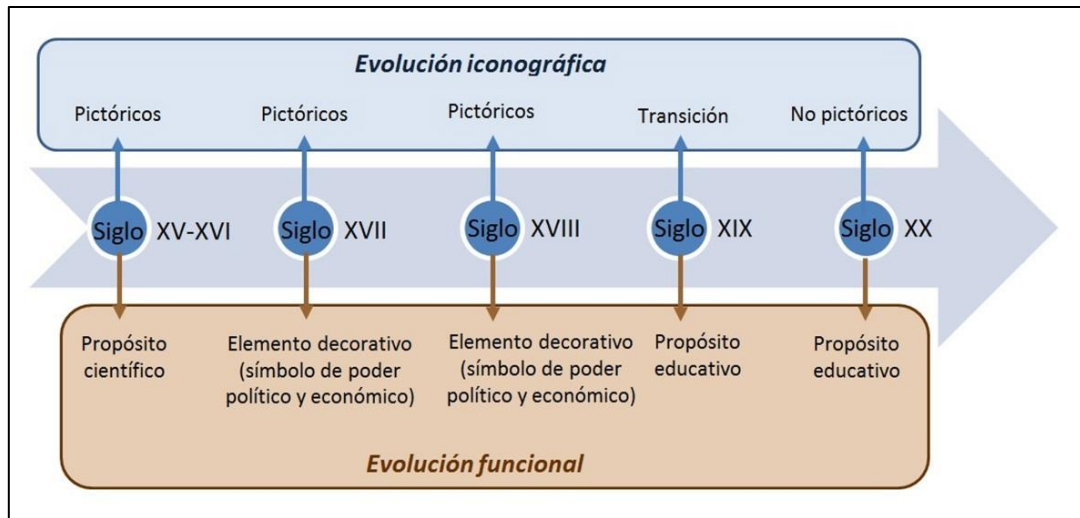 Evolución iconográfica
Pictóricos
Pictóricos
Pictóricos
Transición
No pictóricos
Siglo XV-XVI
Siglo XVII
Siglo XVIII
Siglo XIX
Siglo XX
Propósito
científico
Elemento decorativo
(símbolo de poder
político y económico)
Elemento decorativo
(símbolo de poder
político y económico)
Propósito
educativo
Propósito
educativo
Evolución funcional